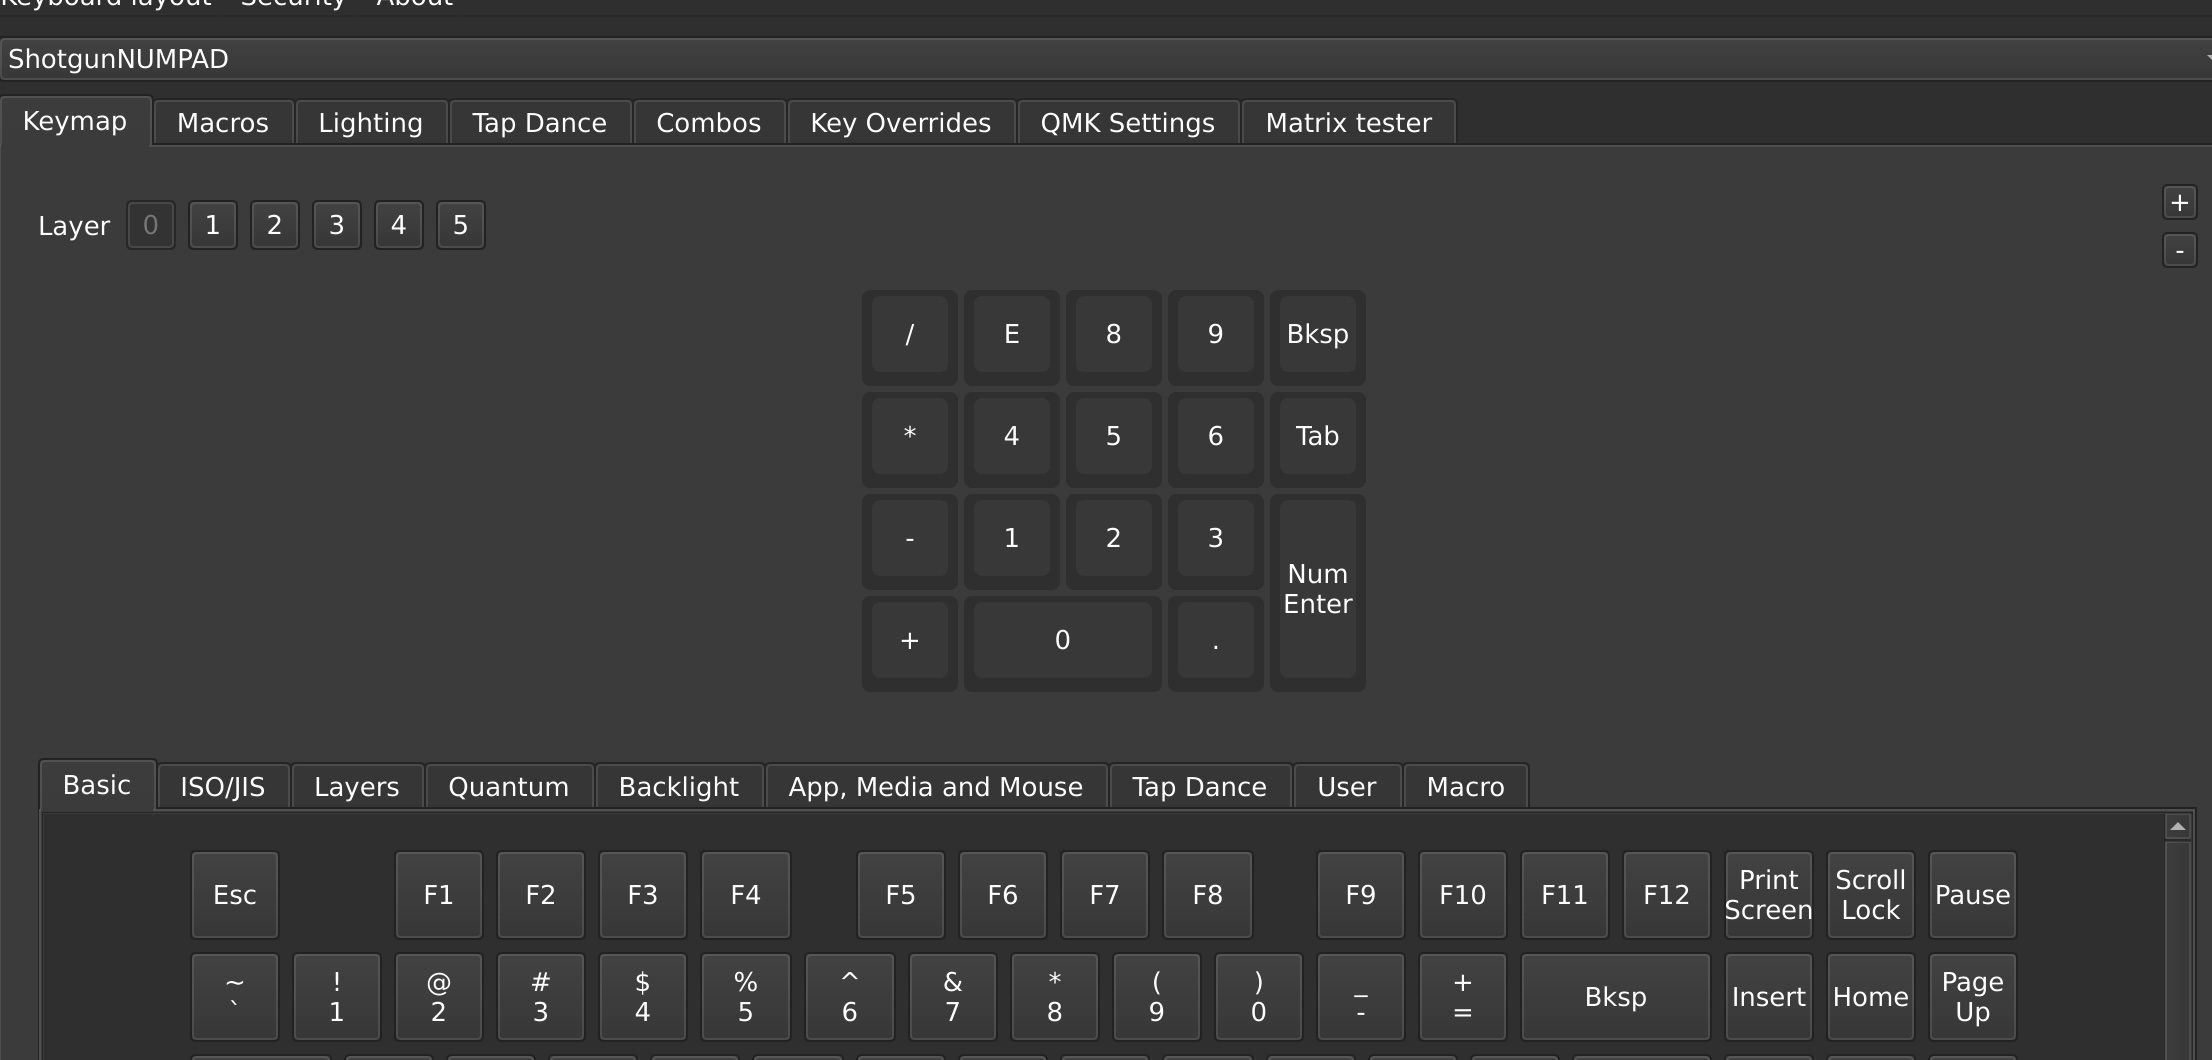 Keyboard layout Security About
ShotgunNUMPAD
Keymap Macros Lighting Tap Dance Combos Key Overrides QMK Settings Matrix tester
+
Layer 0 1 2 3 4 5
-
/ E 8 9 Bksp
* 4 5 6 Tab
- 1 2 3
Num
Enter
+ 0 .
Basic ISO/JIS Layers Quantum Backlight App, Media and Mouse Tap Dance User Macro
Esc F1 F2 F3 F4 F5 F6 F7 F8 F9 F10 F11 F12 Print Scroll Pause
Screen Lock
~ ! @ # $ % ^ & * ( ) _ + Bksp Insert Home Page
` 1 2 3 4 5 6 7 8 9 0 - = Up